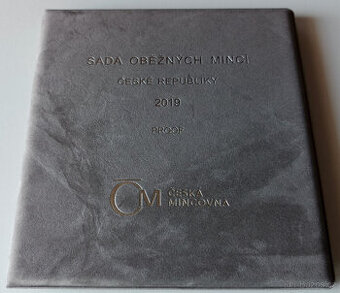 SADA OBĚŽNÝCH MINCÍ
ČESKÉ REPUBLIKY
2019
PROOF
ČM ČESKÁ
MINCOVNA